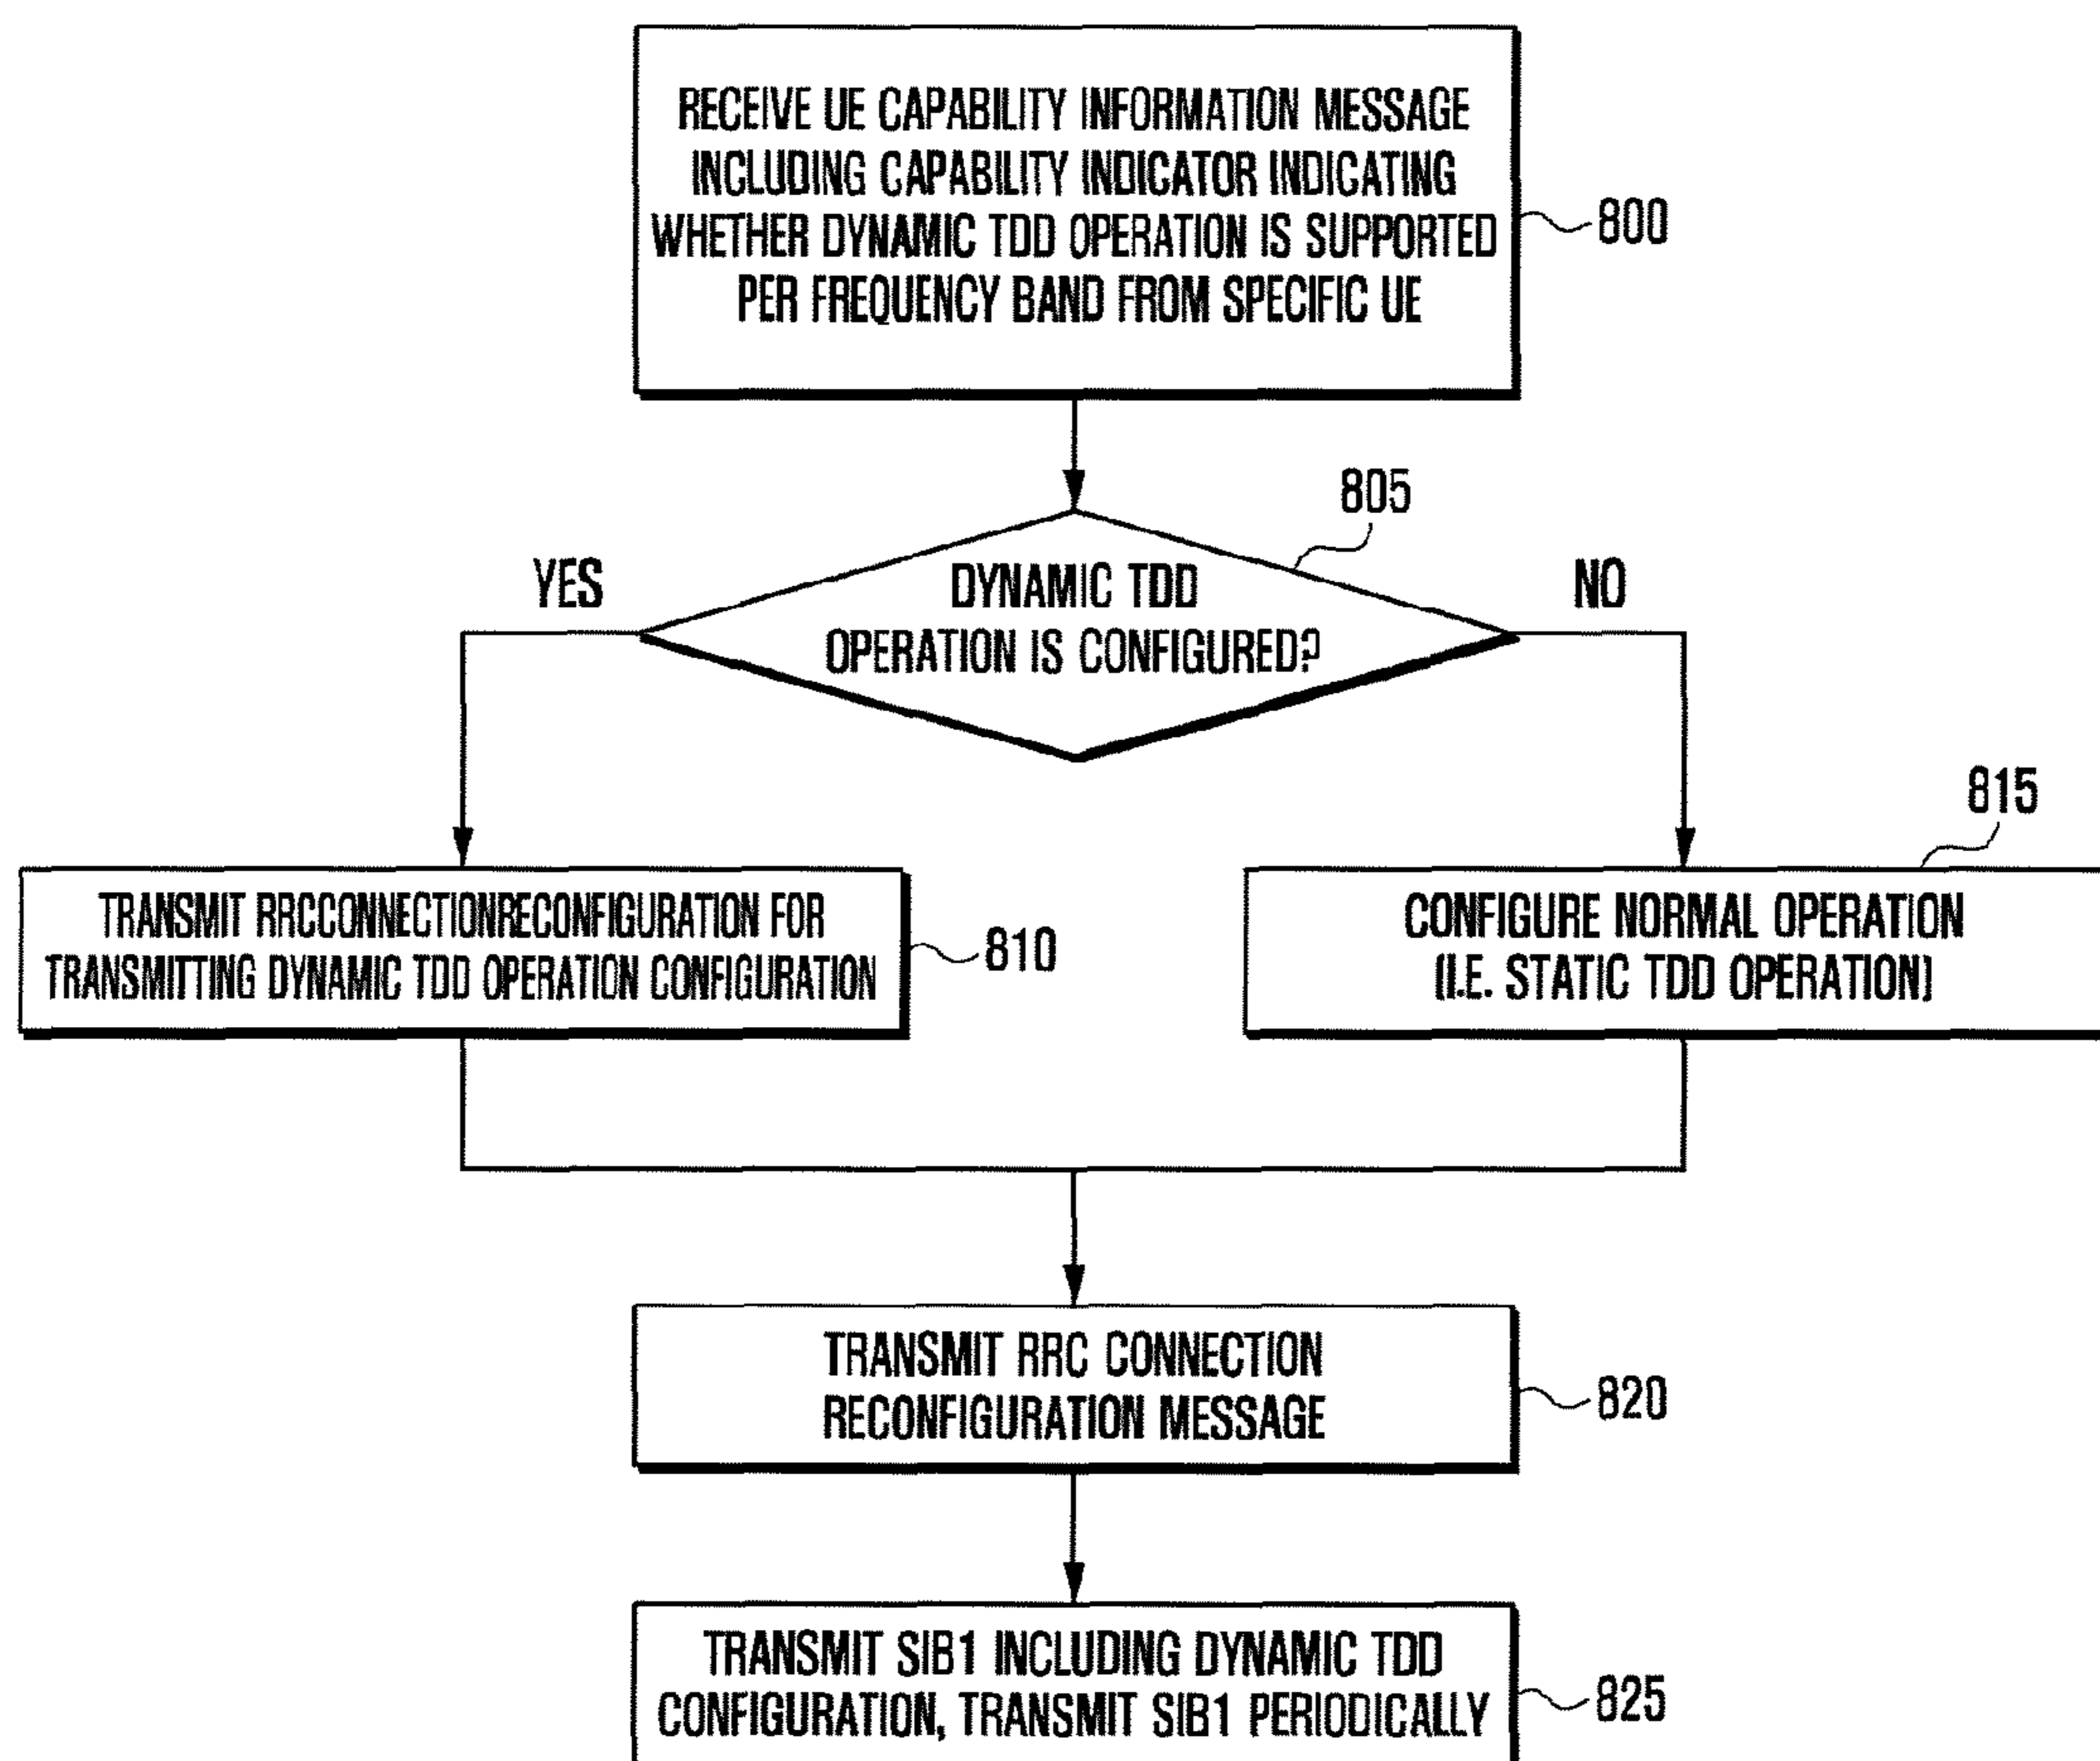 RECEIVE UE CAPABILITY INFORMATION MESSAGE
INCLUDING CAPABILITY INDICATOR INDICATING
WHETHER DYNAMIC TDD OPERATION IS SUPPORTED
PER FREQUENCY BAND FROM SPECIFIC UE
800
805
YES
DYNAMIC TDD
OPERATION IS CONFIGURED?
NO
815
TRANSMIT RRCCONNECTIONRECONFIGURATION FOR
TRANSMITTING DYNAMIC TDD OPERATION CONFIGURATION
810
CONFIGURE NORMAL OPERATION
(I.E. STATIC TDD OPERATION)
TRANSMIT RRC CONNECTION
RECONFIGURATION MESSAGE
820
TRANSMIT SIB1 INCLUDING DYNAMIC TDD
CONFIGURATION, TRANSMIT SIB1 PERIODICALLY
825